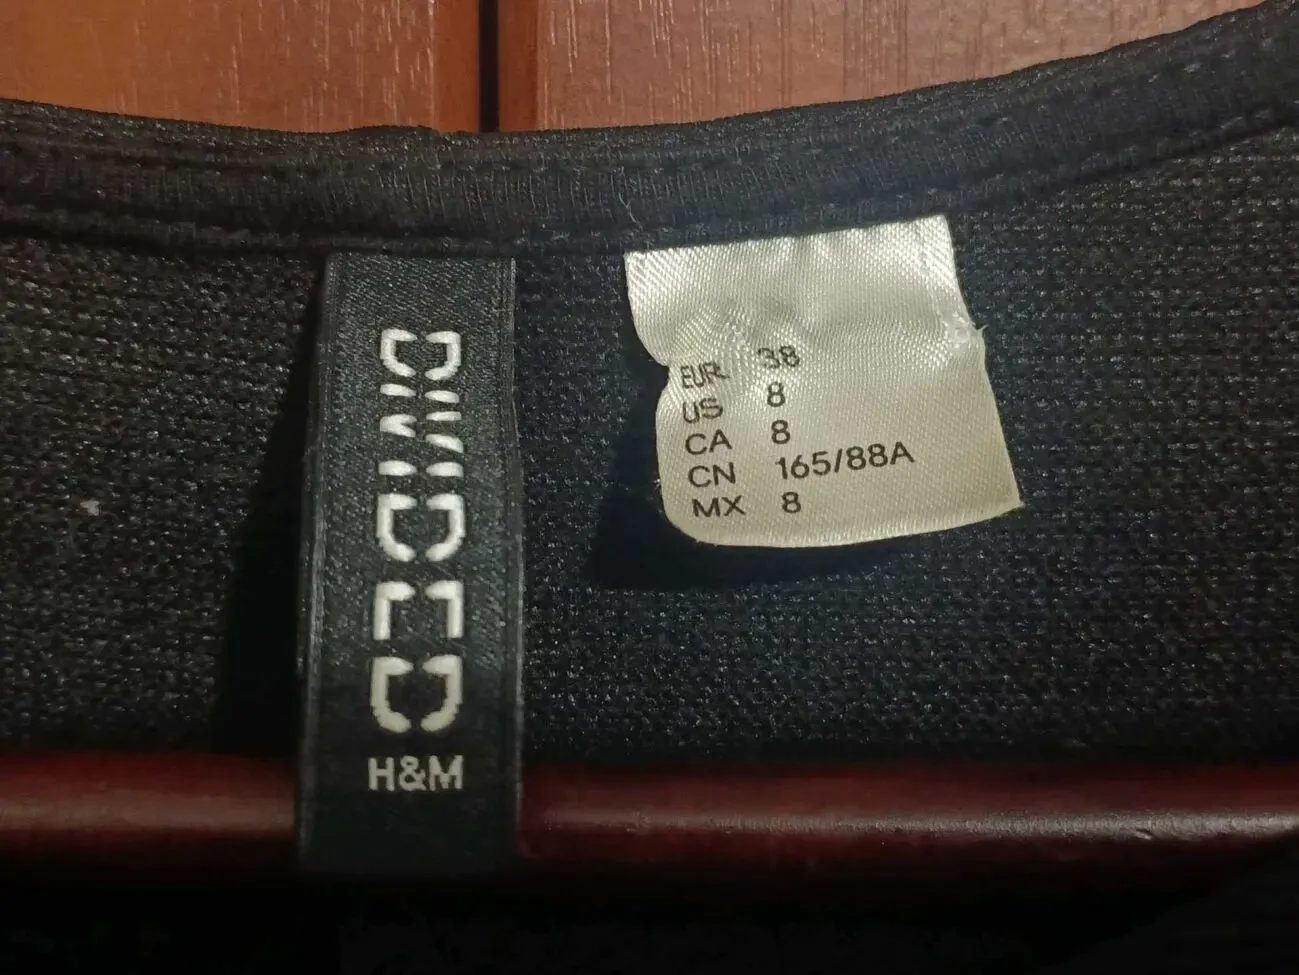 DIVIDED
H&M
EUR 38
US 8
CA 8
CN 165/88A
MX 8